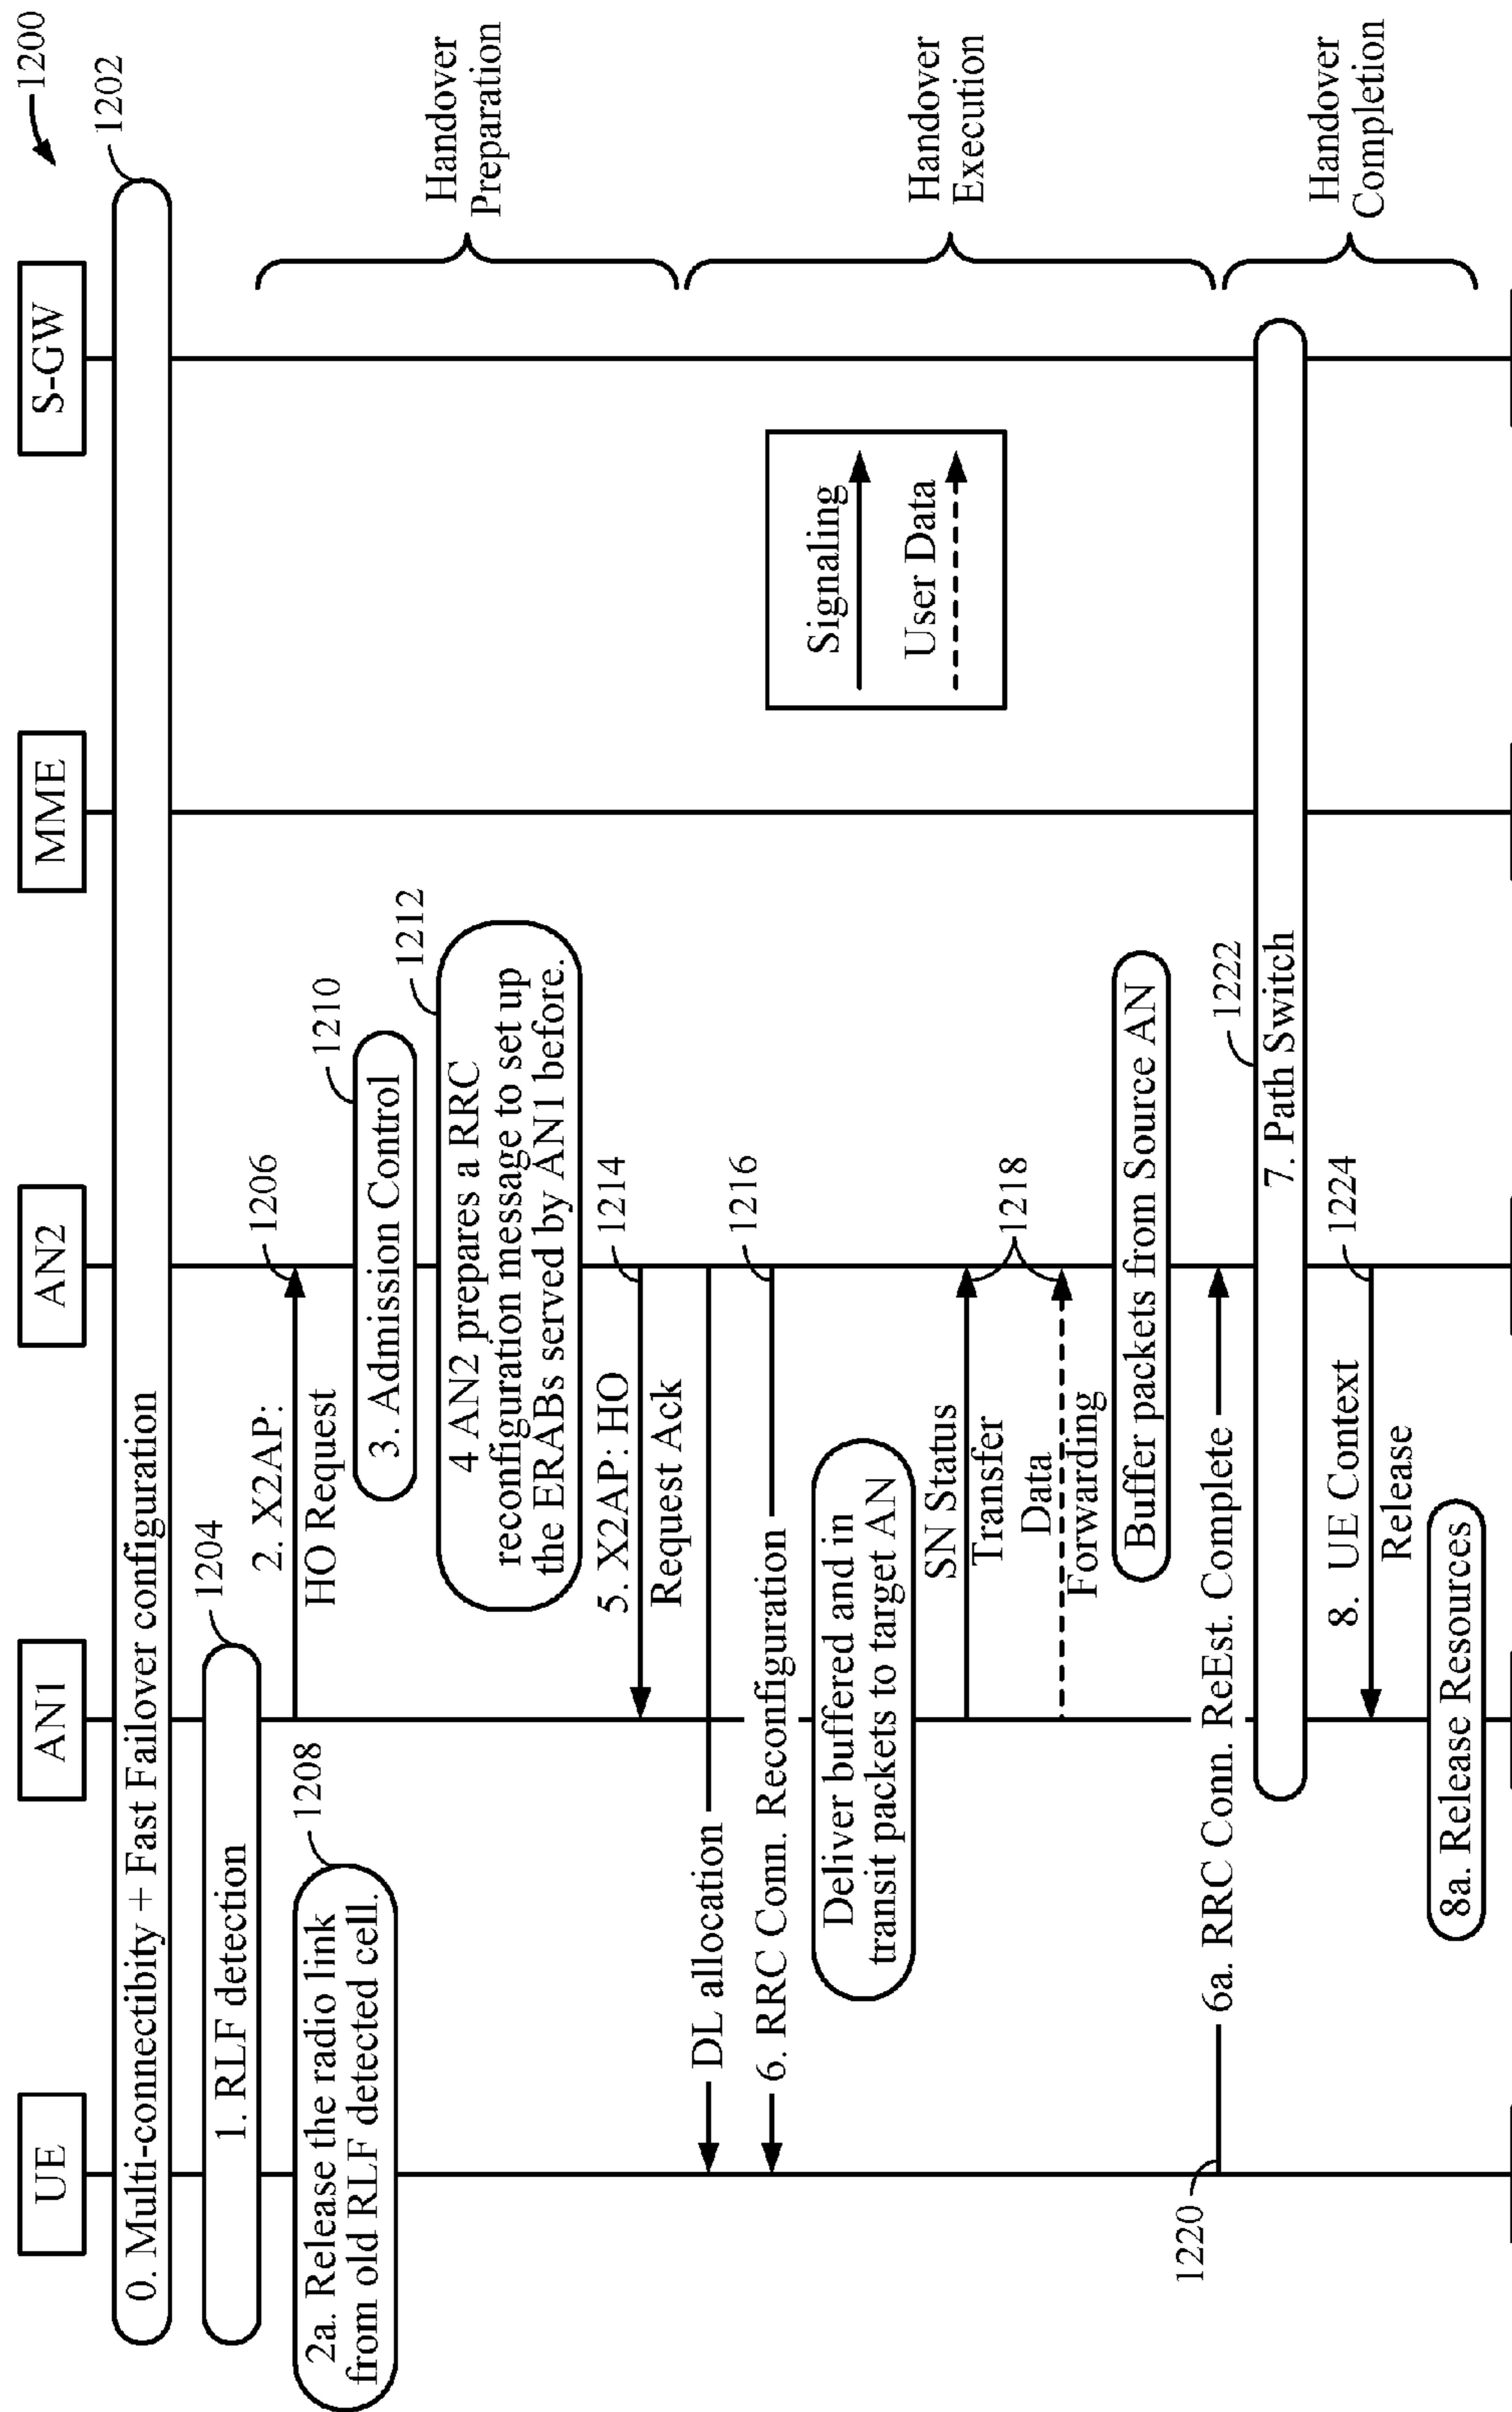 1200
UE
AN1
AN2
MME
S-GW
1202
0. Multi-connectibity + Fast Failover configuration
1204
1. RLF detection
1206
2. X2AP:
HO Request
1208
2a. Release the radio link
from old RLF detected cell.
1210
3. Admission Control
1212
4 AN2 prepares a RRC
reconfiguration message to set up
the ERABs served by AN1 before.
Handover
Preparation
1214
5. X2AP: HO
Request Ack
DL allocation
1216
6. RRC Conn. Reconfiguration
Deliver buffered and in
transit packets to target AN
Signaling
User Data
SN Status
Transfer
1218
Data
Forwarding
Handover
Execution
Buffer packets from Source AN
1220
6a. RRC Conn. ReEst. Complete
1222
7. Path Switch
1224
8. UE Context
Release
Handover
Completion
8a. Release Resources